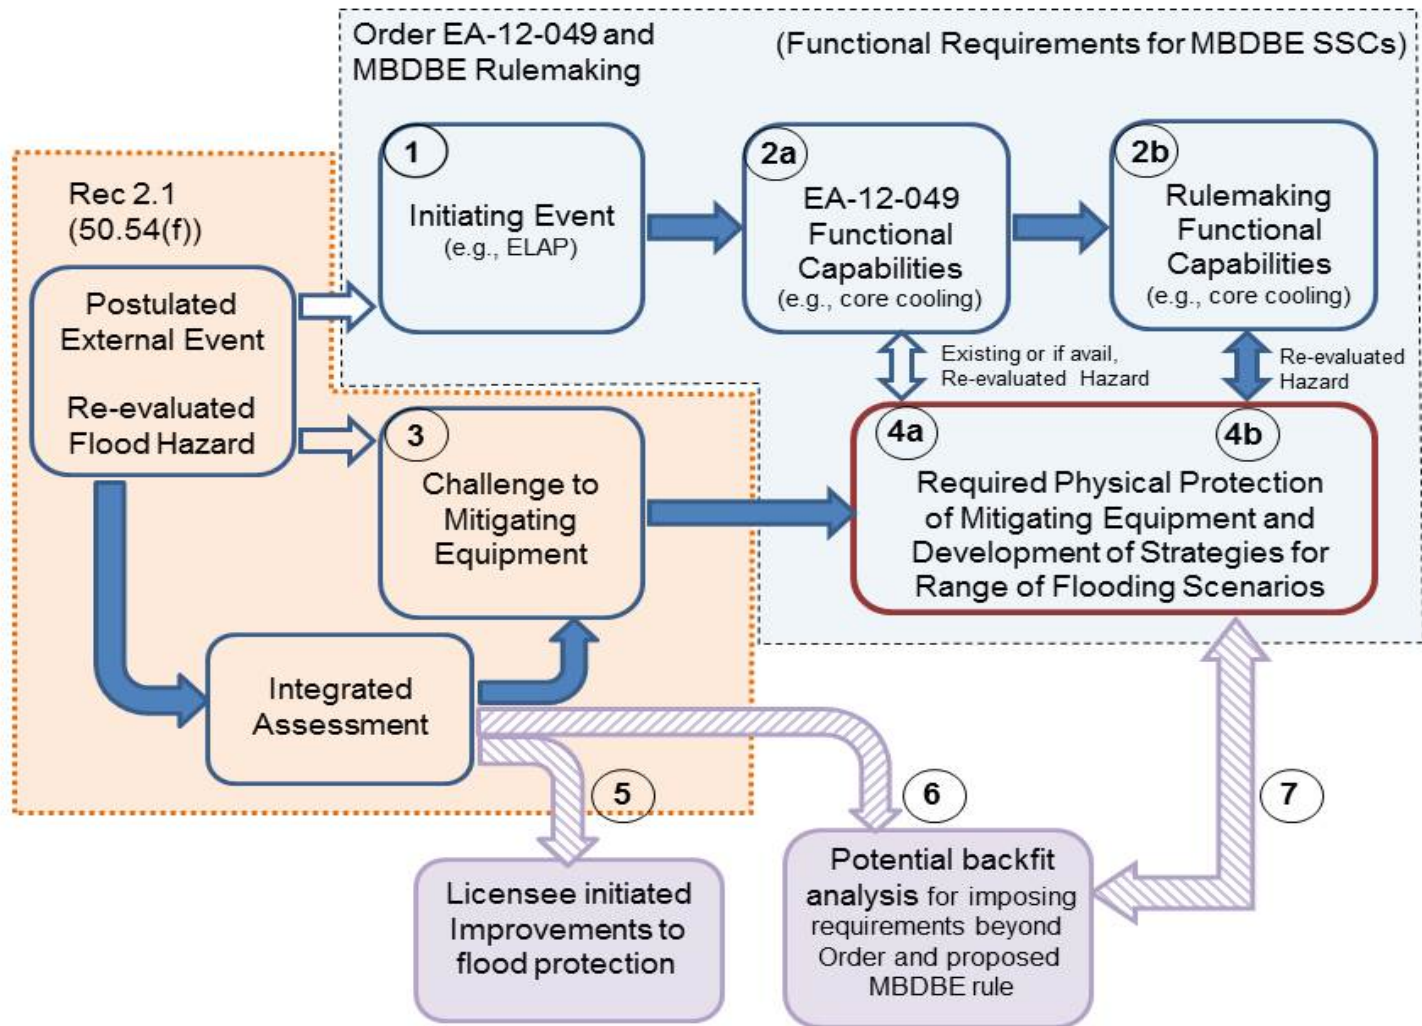 Order EA-12-049 and
MBDBE Rulemaking
(Functional Requirements for MBDBE SSCs)
1
Initiating Event
(e.g., ELAP)
2a
EA-12-049
Functional
Capabilities
(e.g., core cooling)
2b
Rulemaking
Functional
Capabilities
(e.g., core cooling)
Rec 2.1
(50.54(f))
Postulated
External Event
Re-evaluated
Flood Hazard
Existing or if avail,
Re-evaluated Hazard
Re-evaluated
Hazard
3
Challenge to
Mitigating
Equipment
4a
4b
Required Physical Protection
of Mitigating Equipment and
Development of Strategies for
Range of Flooding Scenarios
Integrated
Assessment
5
6
7
Licensee initiated
Improvements to
flood protection
Potential backfit
analysis for imposing
requirements beyond
Order and proposed
MBDBE rule